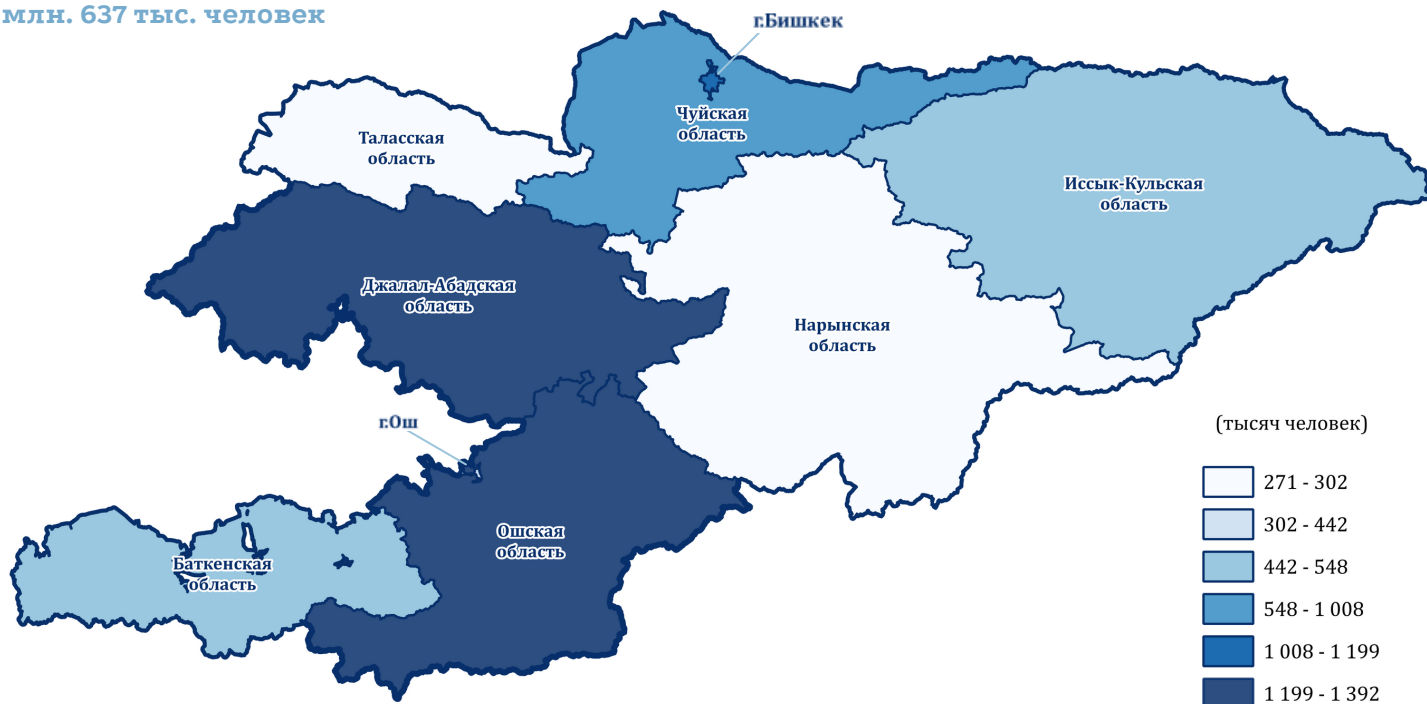 млн. 637 тыс. человек
г.Бишкек
Чуйская
область
Таласская
область
Иссык-Кульская
область
Джалал-Абадская
область
Нарынская
область
г.Ош
Ошская
область
Баткенская
область
(тысяч человек)
271 - 302
302 - 442
442 - 548
548 - 1 008
1 008 - 1 199
1 199 - 1 392